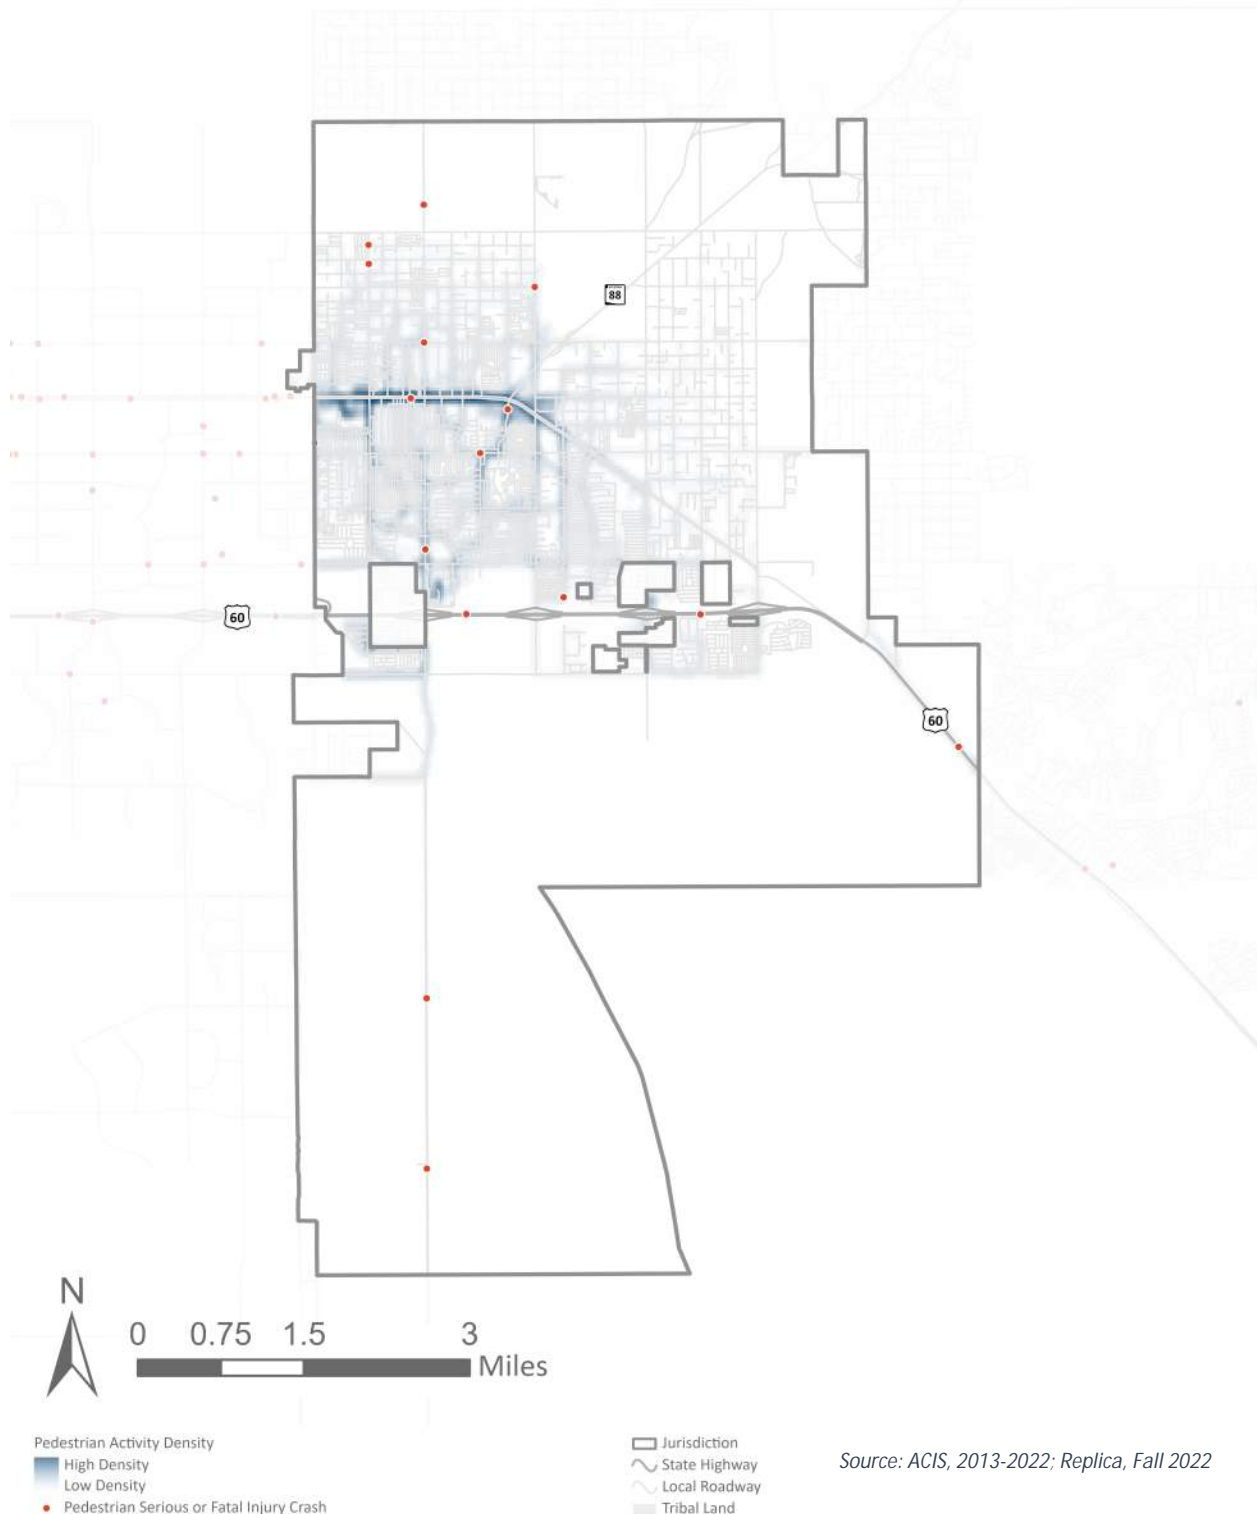 88
60
60
N
0 0.75 1.5 3
Miles
Pedestrian Activity Density
High Density
Low Density
Pedestrian Serious or Fatal Injury Crash
Jurisdiction
State Highway
Local Roadway
Tribal Land
Source: ACIS, 2013-2022; Replica, Fall 2022